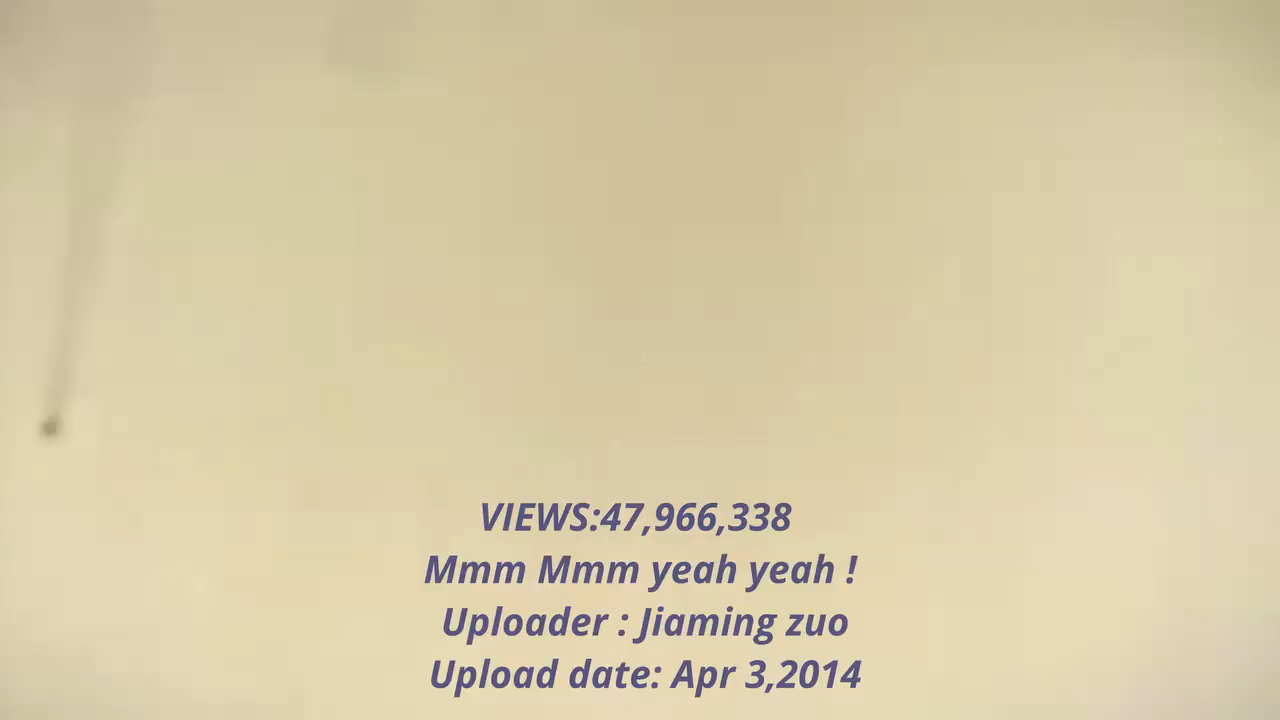 VIEWS:47,966,338
Mmm Mmm yeah yeah !
Uploader : Jiaming zuo
Upload date: Apr 3,2014